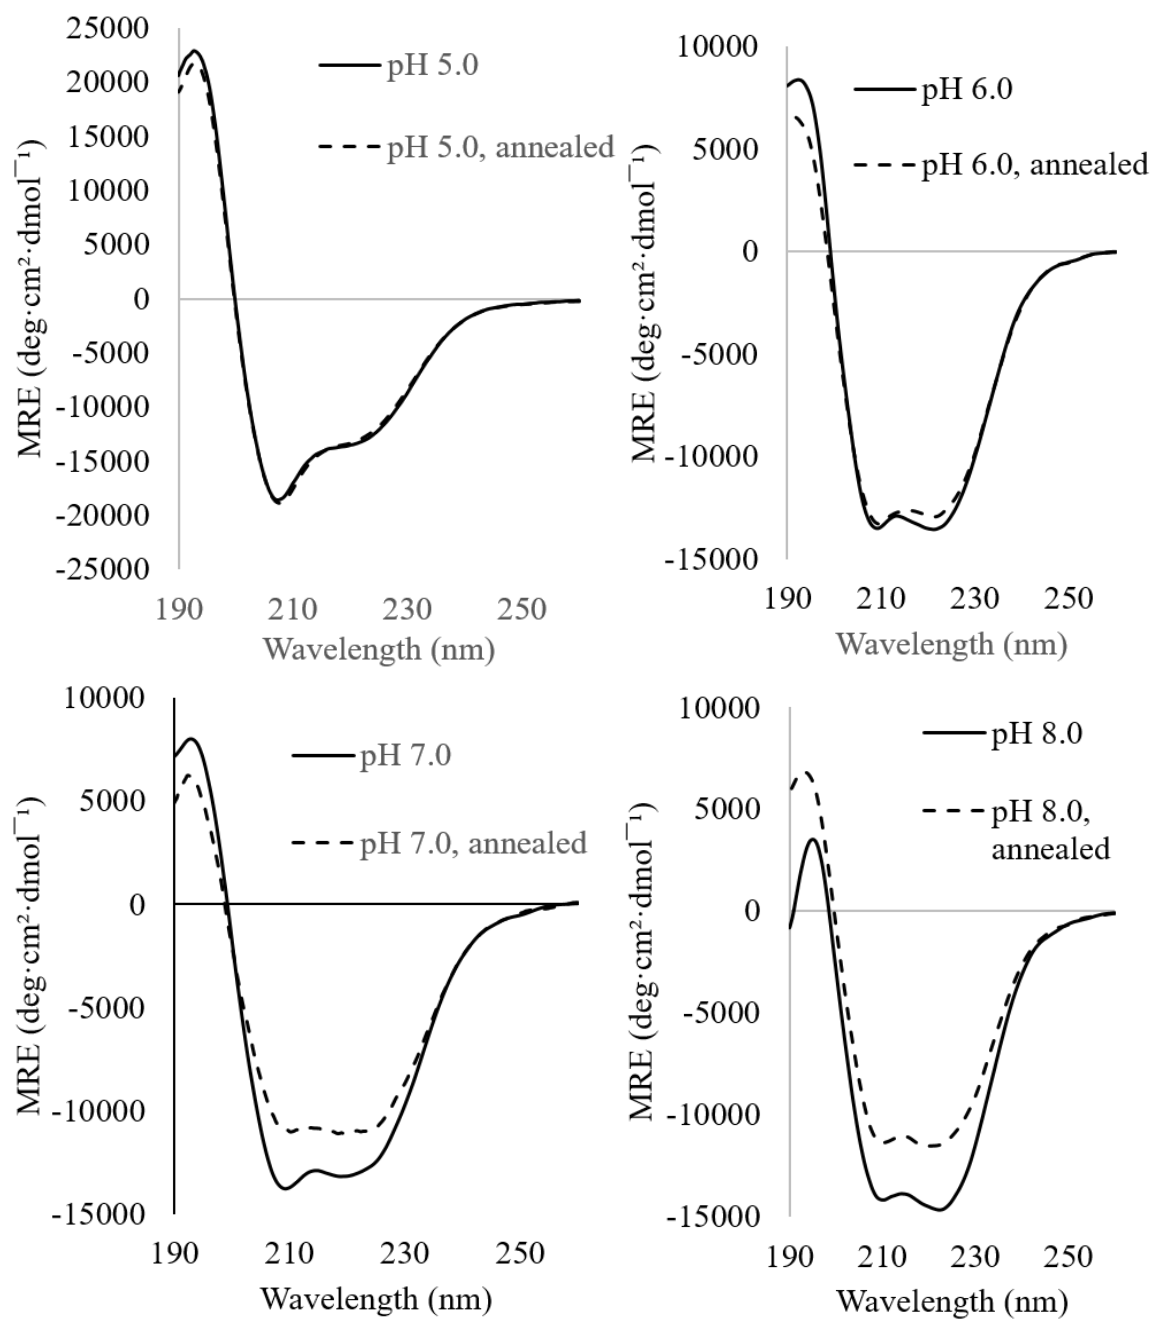 25000
20000
15000
10000
5000
0
-5000
-10000
-15000
-20000
-25000
MRE (deg·cm²·dmol¯¹)
pH 5.0
pH 5.0, annealed
190 210 230 250
Wavelength (nm)
10000
5000
0
-5000
-10000
-15000
MRE (deg·cm²·dmol¯¹)
pH 6.0
pH 6.0, annealed
190 210 230 250
Wavelength (nm)
10000
5000
0
-5000
-10000
-15000
MRE (deg·cm²·dmol¯¹)
pH 7.0
pH 7.0, annealed
190 210 230 250
Wavelength (nm)
10000
5000
0
-5000
-10000
-15000
MRE (deg·cm²·dmol¯¹)
pH 8.0
pH 8.0,
annealed
190 210 230 250
Wavelength (nm)